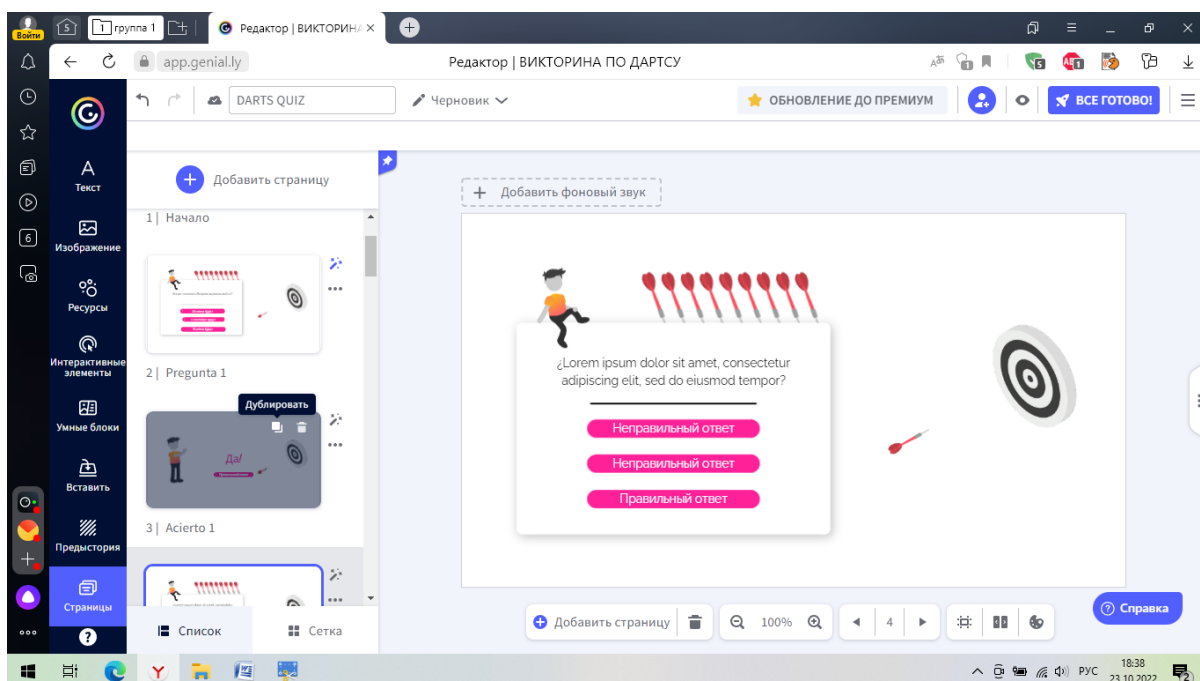 Войти
5
1 группа 1
Редактор | ВИКТОРИНА
app.genial.ly
Редактор | ВИКТОРИНА ПО ДАРТСУ
DARTS QUIZ
Черновик
ОБНОВЛЕНИЕ ДО ПРЕМИУМ
ВСЕ ГОТОВО!
Текст
Изображение
Ресурсы
Интерактивные
элементы
Умные блоки
Вставить
Предыстория
Страницы
6
Добавить страницу
1 | Начало
2 | Pregunta 1
Дублировать
Да!
3 | Acierto 1
Список
Сетка
Добавить фоновый звук
¿Lorem ipsum dolor sit amet, consectetur
adipiscing elit, sed do eiusmod tempor?
Неправильный ответ
Неправильный ответ
Правильный ответ
Добавить страницу
100%
4
Справка
РУС
18:38
23.10.2022